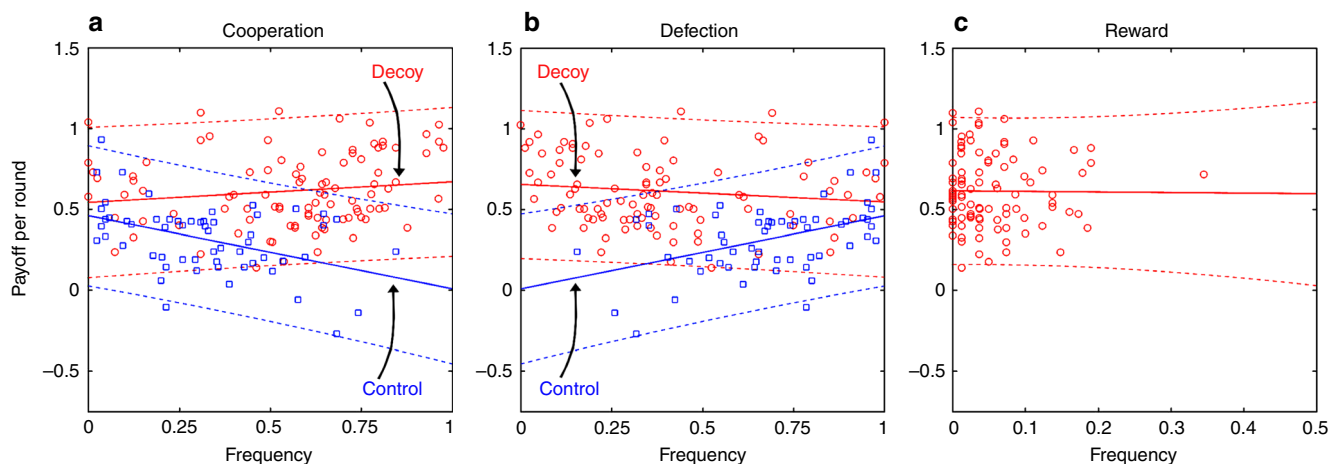 a
Cooperation
b
Defection
c
Reward
1.5
1
0.5
0
−0.5
Payoff per round
Decoy
Control
0
0.25
0.5
0.75
1
Frequency
1.5
1
0.5
0
−0.5
Decoy
Control
0
0.25
0.5
0.75
1
Frequency
1.5
1
0.5
0
−0.5
0
0.1
0.2
0.3
0.4
0.5
Frequency